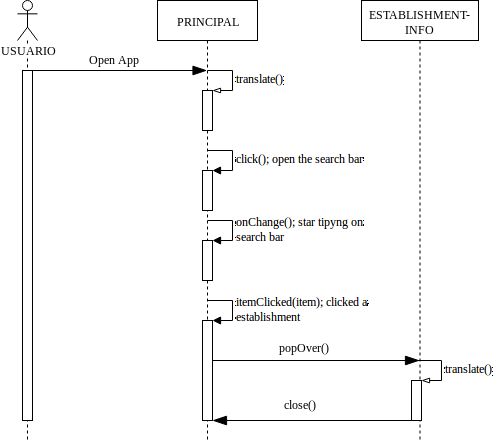 PRINCIPAL
ESTABLISHMENT-
INFO
USUARIO
Open App
translate();
click(); open the search bar
onChange(); star tipyng on
search bar
itemClicked(item); clicked a
establishment
popOver()
translate();
close()